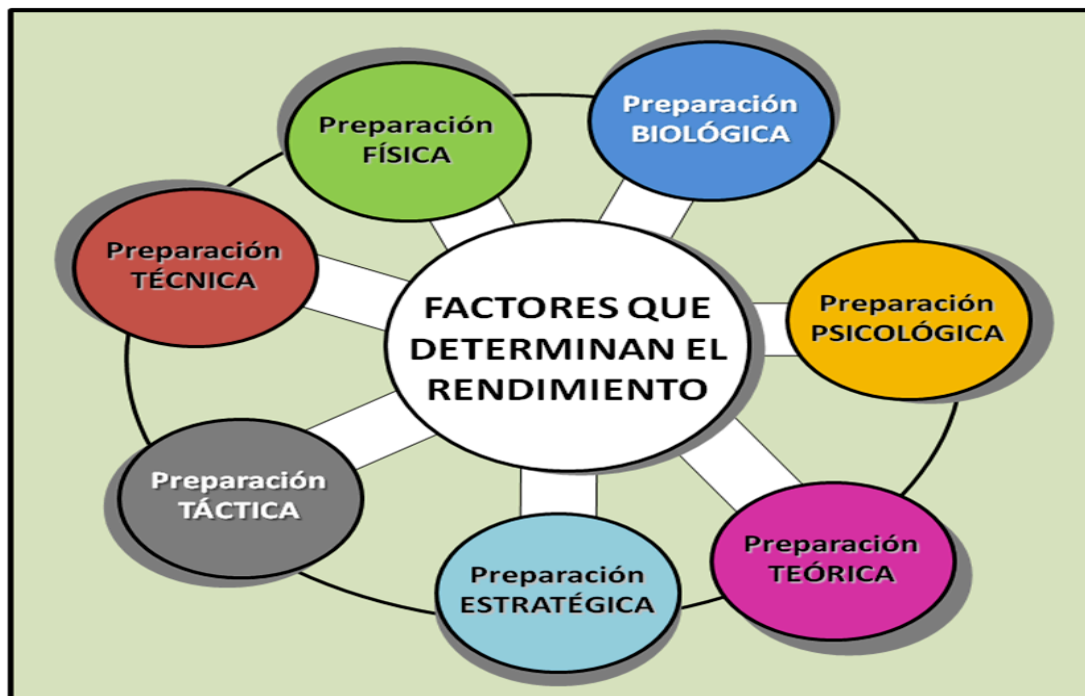 Preparación
FÍSICA
Preparación
BIOLÓGICA
Preparación
TÉCNICA
FACTORES QUE
DETERMINAN EL
RENDIMIENTO
Preparación
PSICOLÓGICA
Preparación
TÁCTICA
Preparación
ESTRATÉGICA
Preparación
TEÓRICA